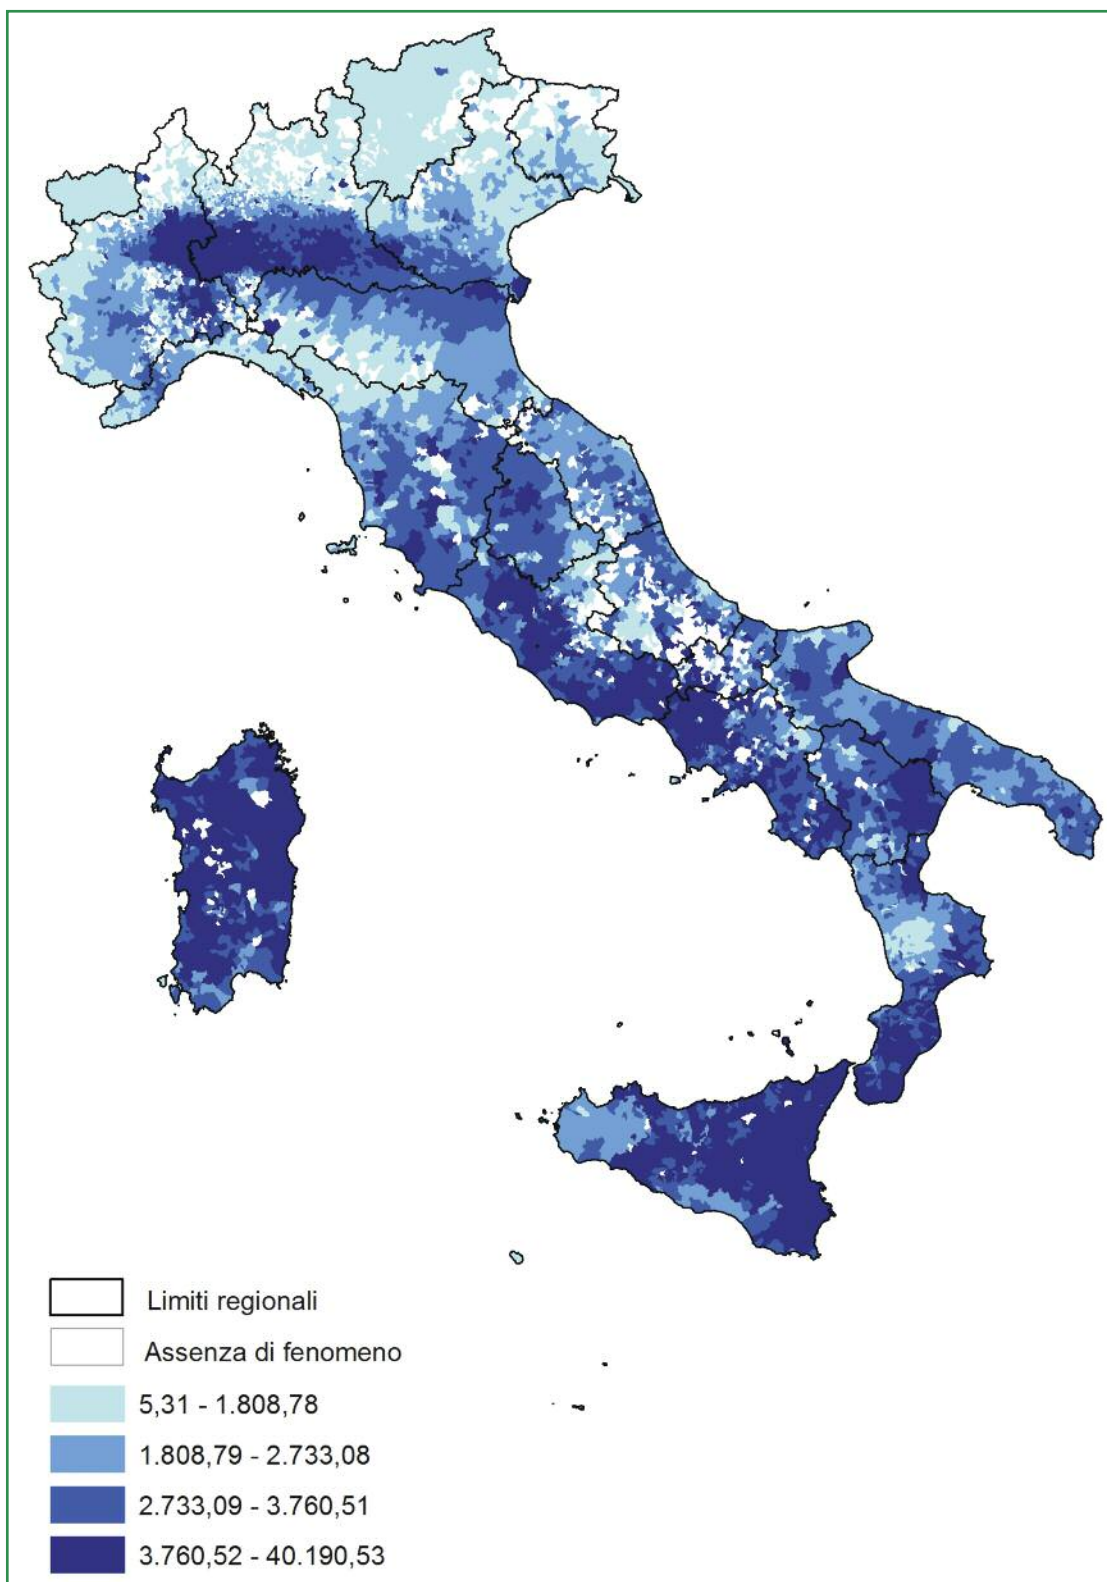 Limiti regionali
Assenza di fenomeno
5,31 - 1.808,78
1.808,79 - 2.733,08
2.733,09 - 3.760,51
3.760,52 - 40.190,53